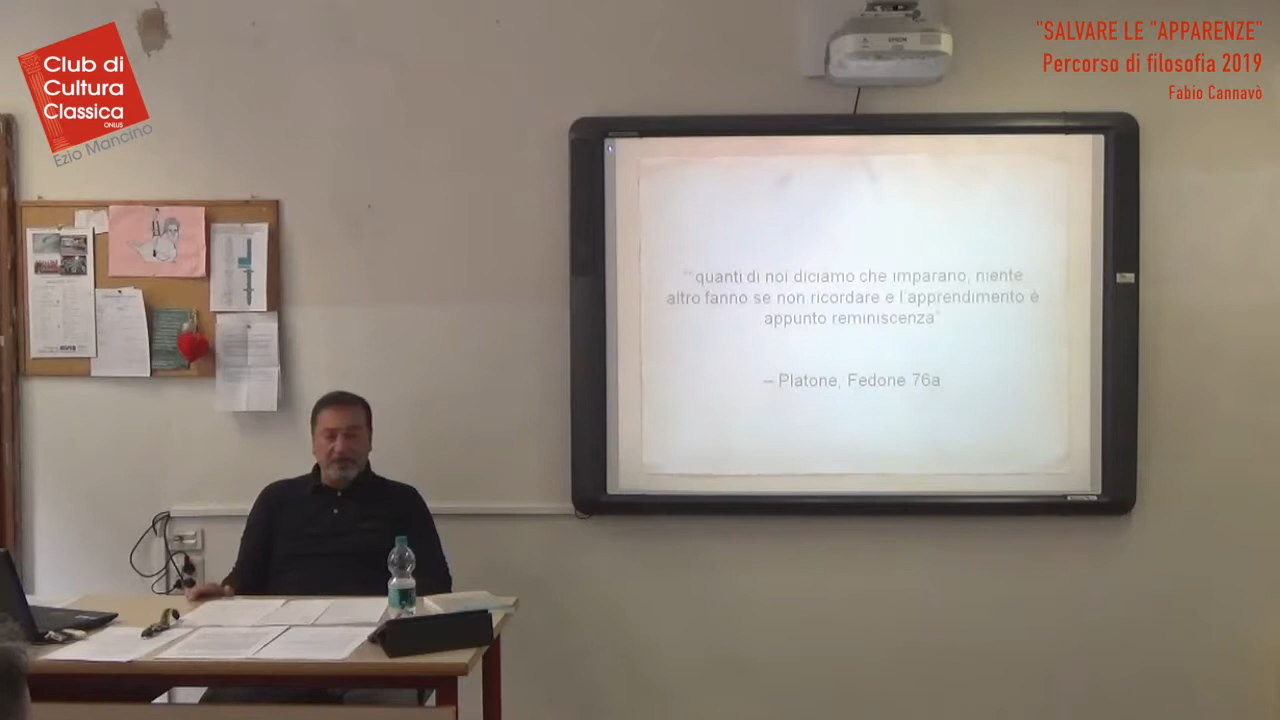 Club di
Cultura
Classica
ONLUS
Ezio Mancino
"SALVARE LE "APPARENZE"
Percorso di filosofia 2019
Fabio Cannavò
EPSON
" quanti di noi diciamo che imparano, niente
altro fanno se non ricordare e l'apprendimento è
appunto reminiscenza"
– Platone, Fedone 76a